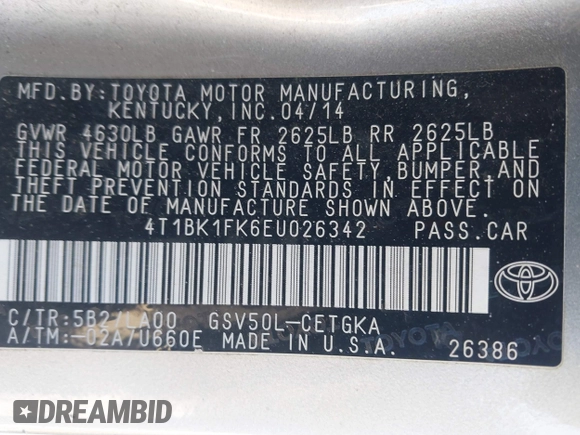 MFD.BY:TOYOTA MOTOR MANUFACTURING,
KENTUCKY,INC.04/14
GVWR 4630LB GAWR FR 2625LB RR 2625LB
THIS VEHICLE CONFORMS TO ALL APPLICABLE
FEDERAL MOTOR VEHICLE SAFETY,BUMPER,AND
THEFT PREVENTION STANDARDS IN EFFECT ON
THE DATE OF MANUFACTURE SHOWN ABOVE.
4T1BK1FK6EU026342 PASS.CAR
C/TR:5B2/LA00 GSV50L-CETGKA
A/TM:-02A/U660E MADE IN U.S.A. 26386
TOYOTA
DREAMBID